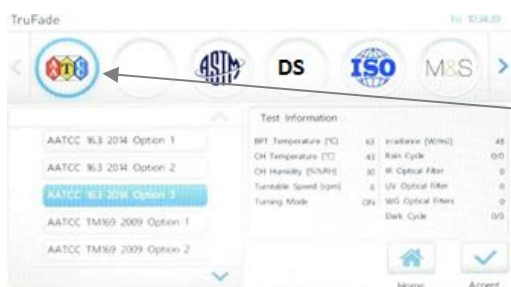 TruFade
Fri 10:34:39
ATS
ASTM
DS
ISO
M&S
Test Information
AATCC 163 2014 Option 1
AATCC 163 2014 Option 2
AATCC 163 2014 Option 3
AATCC TM169 2009 Option 1
AATCC TM169 2009 Option 2
BPT Temperature [°C] 63
CH Temperature [°C] 43
CH Humidity [%RH] 30
Turntable Speed [rpm] 6
Turning Mode ON
Irradiance [W/m2] 48
Rain Cycle 0/0
IR Optical Filter 0
UV Optical Filter 0
WG Optical Filters 0
Dark Cycle 0/0
Home
Accept